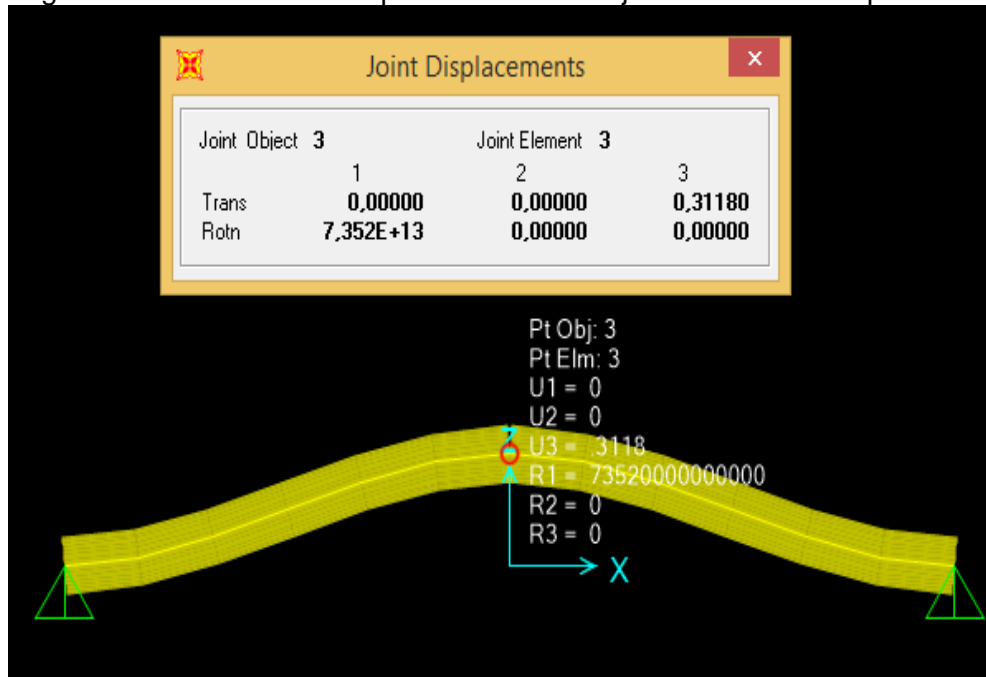 Joint Displacements
Joint Object 3 Joint Element 3
1 2 3
Trans 0,00000 0,00000 0,31180
Rotn 7,352E+13 0,00000 0,00000
Pt Obj: 3
Pt Elm: 3
U1 = 0
U2 = 0
Z
U3 = .3118
R1 = 73520000000000
R2 = 0
R3 = 0
X